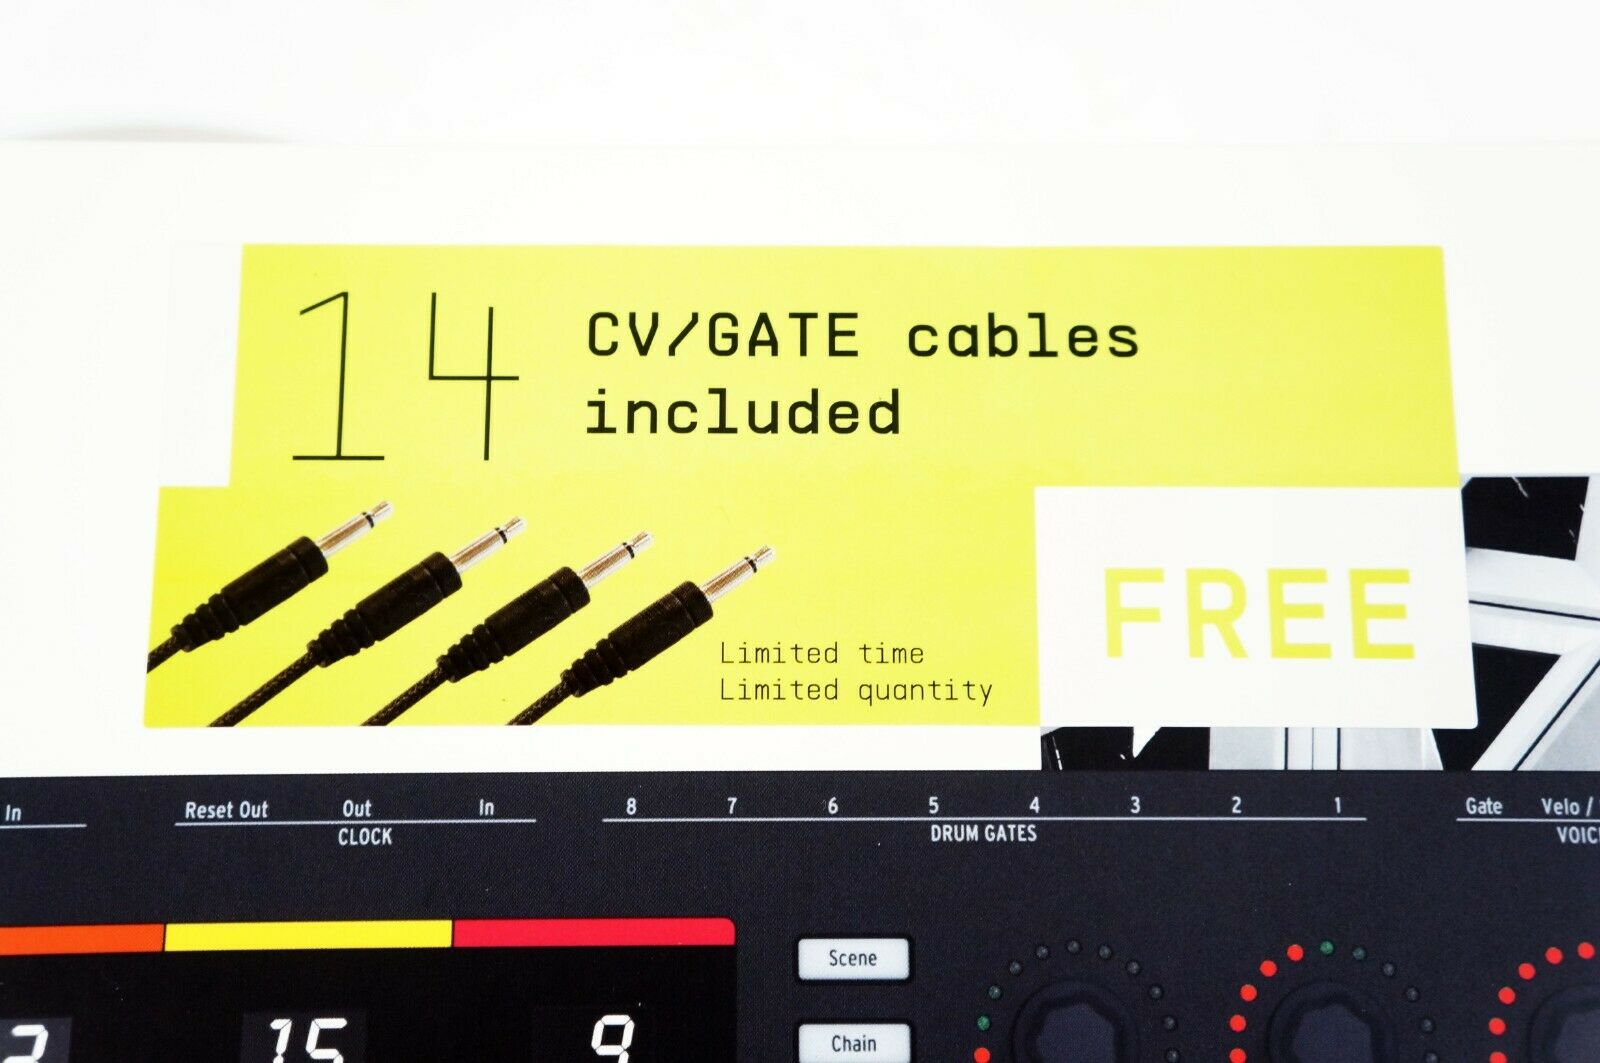 14
CV/GATE cables
included
Limited time
Limited quantity
FREE
In
Reset Out
Out
In
CLOCK
8 7 6 5 4 3 2 1
DRUM GATES
Gate
Velo /
Scene
15
9
Chain